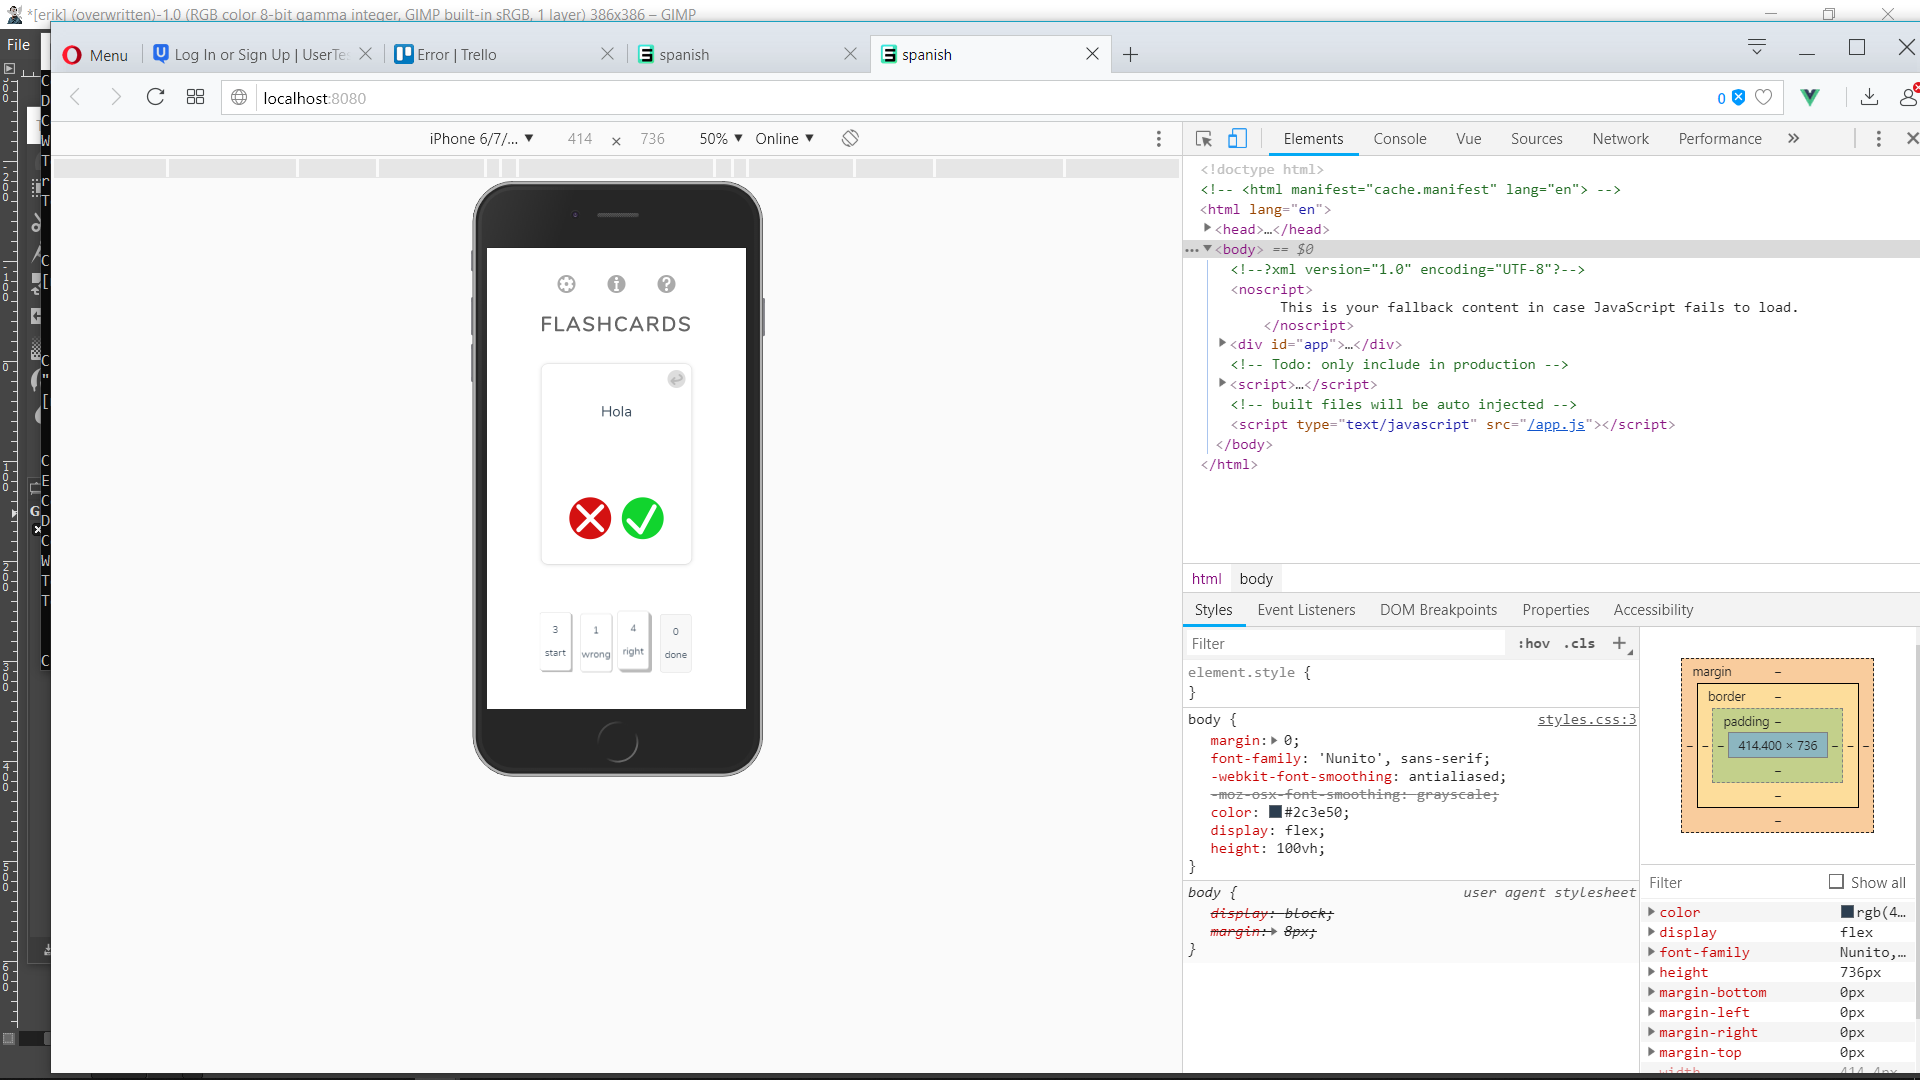 *[erik] (overwritten)-1.0 (RGB color 8-bit gamma integer, GIMP built-in sRGB, 1 layer) 386x386 – GIMP
File
Menu
Log In or Sign Up | UserTe
Error | Trello
spanish
spanish
localhost:8080
0
iPhone 6/7/... ▼ 414 × 736 50% ▼ Online ▼
Elements Console Vue Sources Network Performance »
FLASHCARDS
Hola
3 1 4 0
start wrong right done
<!doctype html>
<!-- <html manifest="cache.manifest" lang="en"> -->
<html lang="en">
<head>…</head>
<body> == $0
<!--?xml version="1.0" encoding="UTF-8"?-->
<noscript>
This is your fallback content in case JavaScript fails to load.
</noscript>
<div id="app">…</div>
<!-- Todo: only include in production -->
<script>…</script>
<!-- built files will be auto injected -->
<script type="text/javascript" src="/app.js"></script>
</body>
</html>
html body
Styles Event Listeners DOM Breakpoints Properties Accessibility
Filter :hov .cls +
element.style {
}
body { styles.css:3
margin: 0;
font-family: 'Nunito', sans-serif;
-webkit-font-smoothing: antialiased;
-moz-osx-font-smoothing: grayscale;
color: #2c3e50;
display: flex;
height: 100vh;
}
body { user agent stylesheet
display: block;
margin: 8px;
}
margin –
border –
padding –
– – – 414.400 × 736 – – –
–
–
–
Filter Show all
color rgb(4…
display flex
font-family Nunito,…
height 736px
margin-bottom 0px
margin-left 0px
margin-right 0px
margin-top 0px
width 414.4px